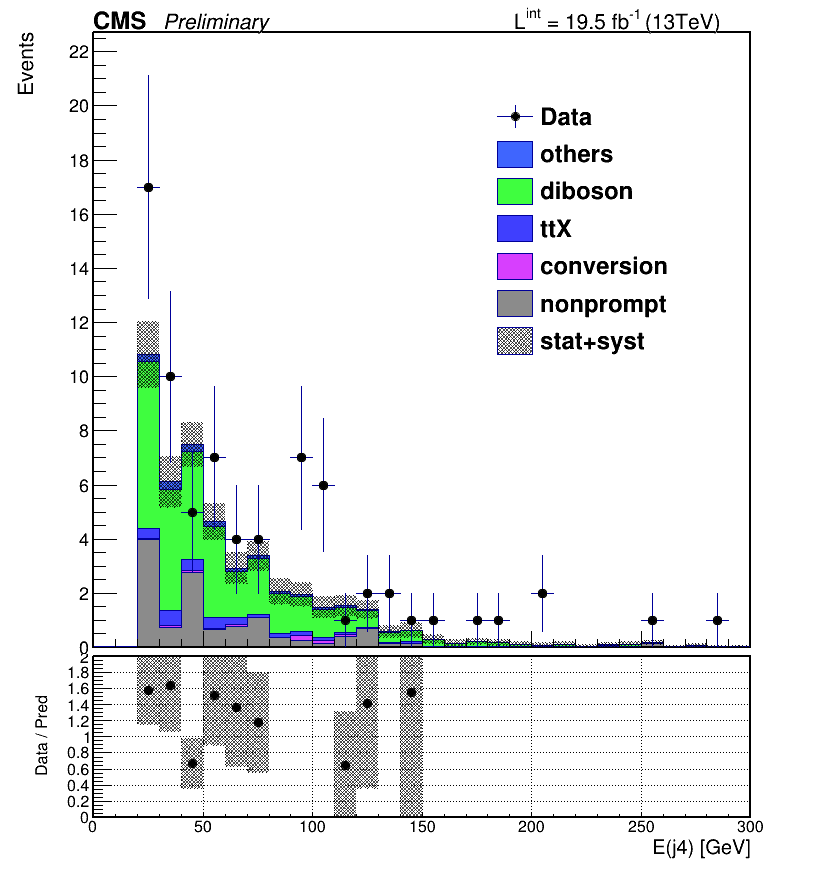 CMS Preliminary L^int = 19.5 fb^-1 (13TeV)
Events
22
20
18
16
14
12
10
8
6
4
2
0
Data
others
diboson
ttX
conversion
nonprompt
stat+syst
Data / Pred
2
1.8
1.6
1.4
1.2
1
0.8
0.6
0.4
0.2
0
0 50 100 150 200 250 300
E(j4) [GeV]